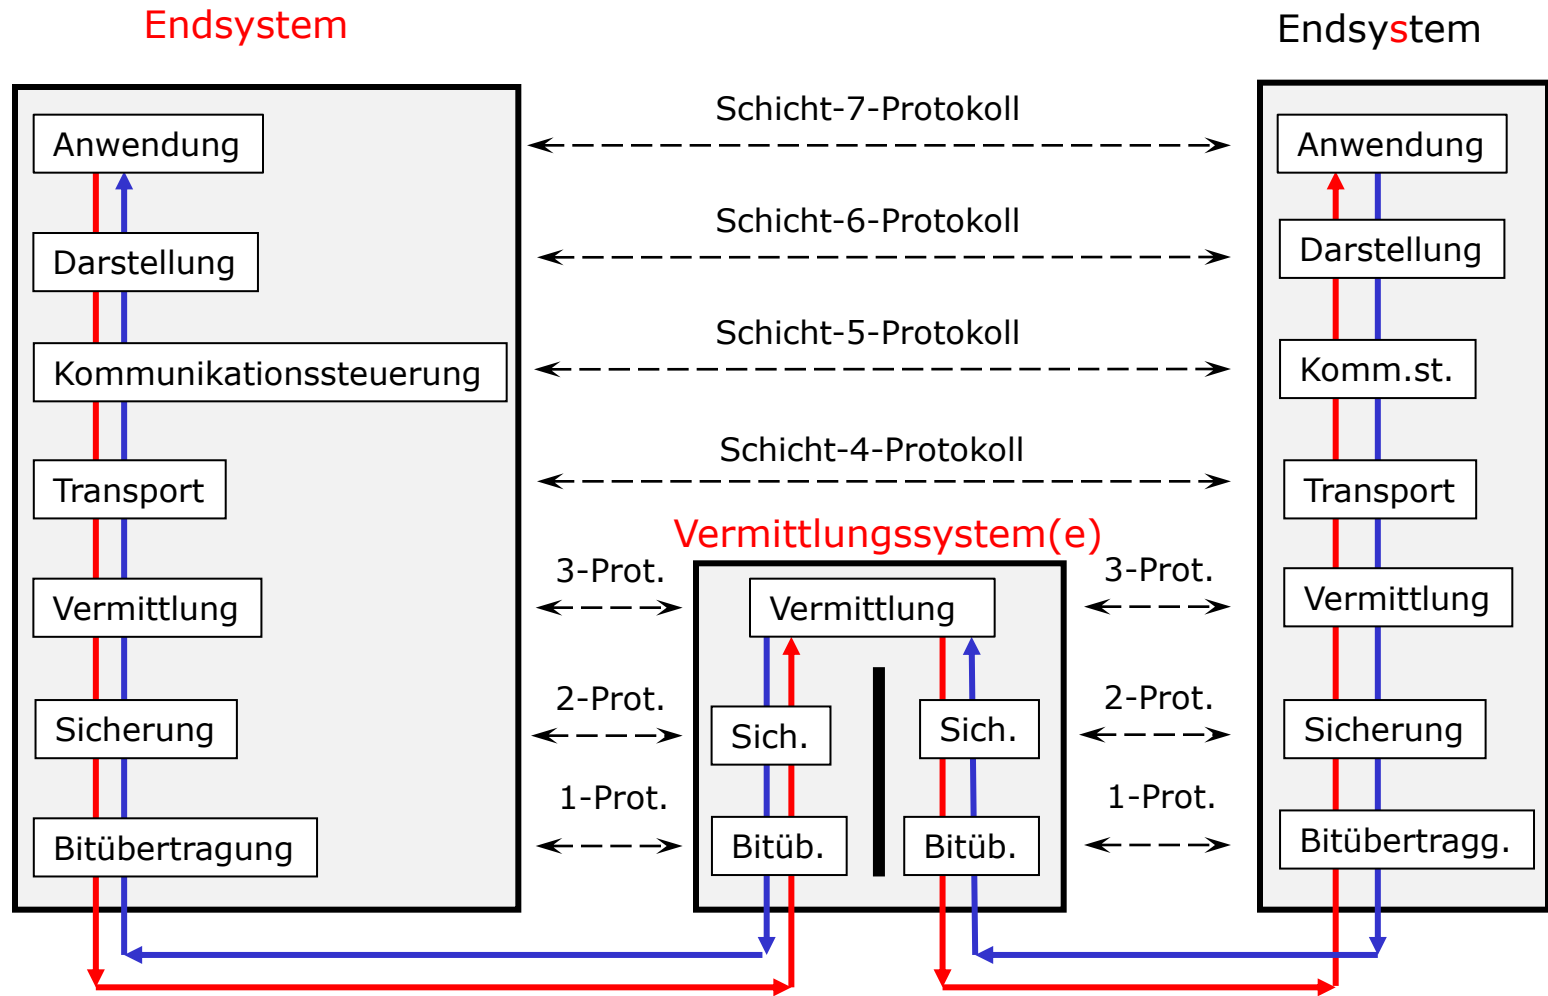 Endsystem
Endsystem
Schicht-7-Protokoll
Anwendung
Anwendung
Schicht-6-Protokoll
Darstellung
Darstellung
Schicht-5-Protokoll
Kommunikationssteuerung
Komm.st.
Schicht-4-Protokoll
Transport
Transport
Vermittlungssystem(e)
3-Prot.
3-Prot.
Vermittlung
Vermittlung
Vermittlung
2-Prot.
2-Prot.
Sicherung
Sich.
Sich.
Sicherung
1-Prot.
1-Prot.
Bitübertragung
Bitüb.
Bitüb.
Bitübertragg.